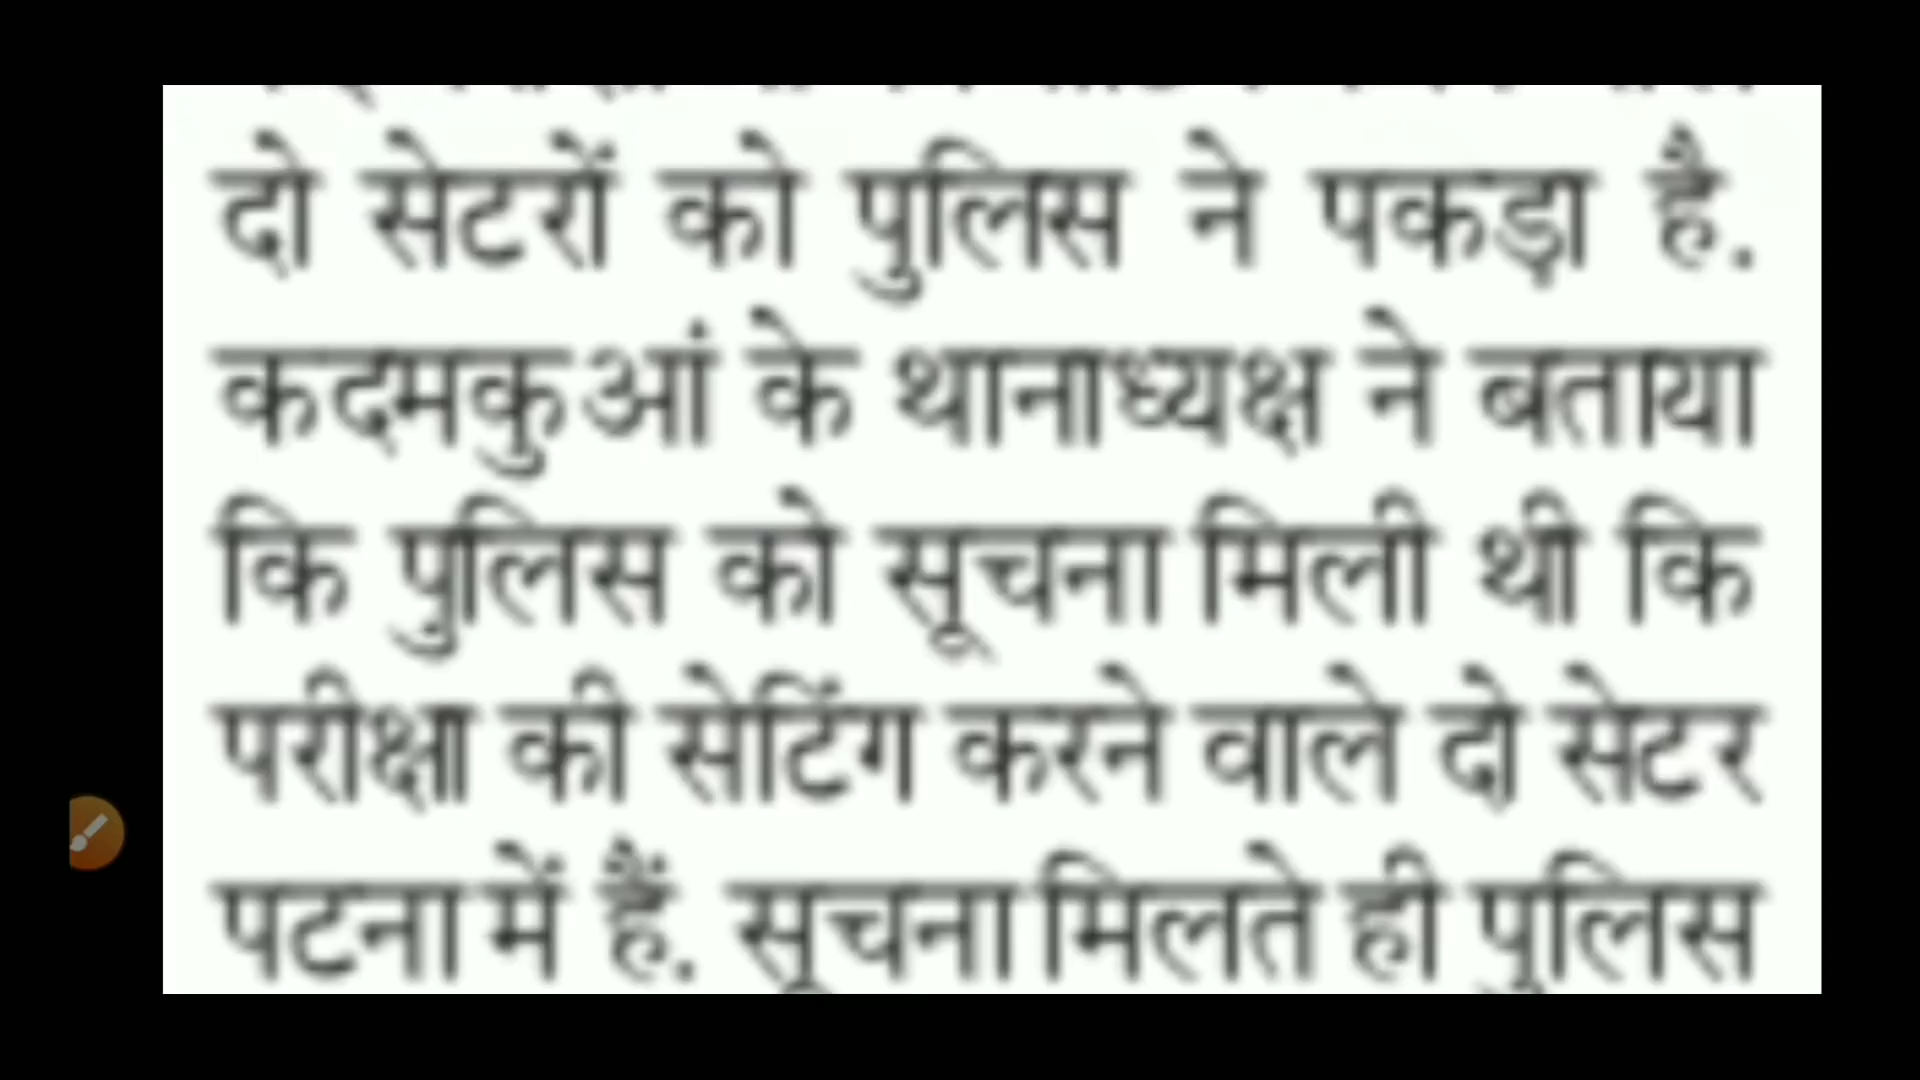 दो सेटरों को पुलिस ने पकड़ा है.
कदमकुआं के थानाध्यक्ष ने बताया
कि पुलिस को सूचना मिली थी कि
परीक्षा की सेटिंग करने वाले दो सेटर
पटना में हैं. सूचना मिलते ही पुलिस